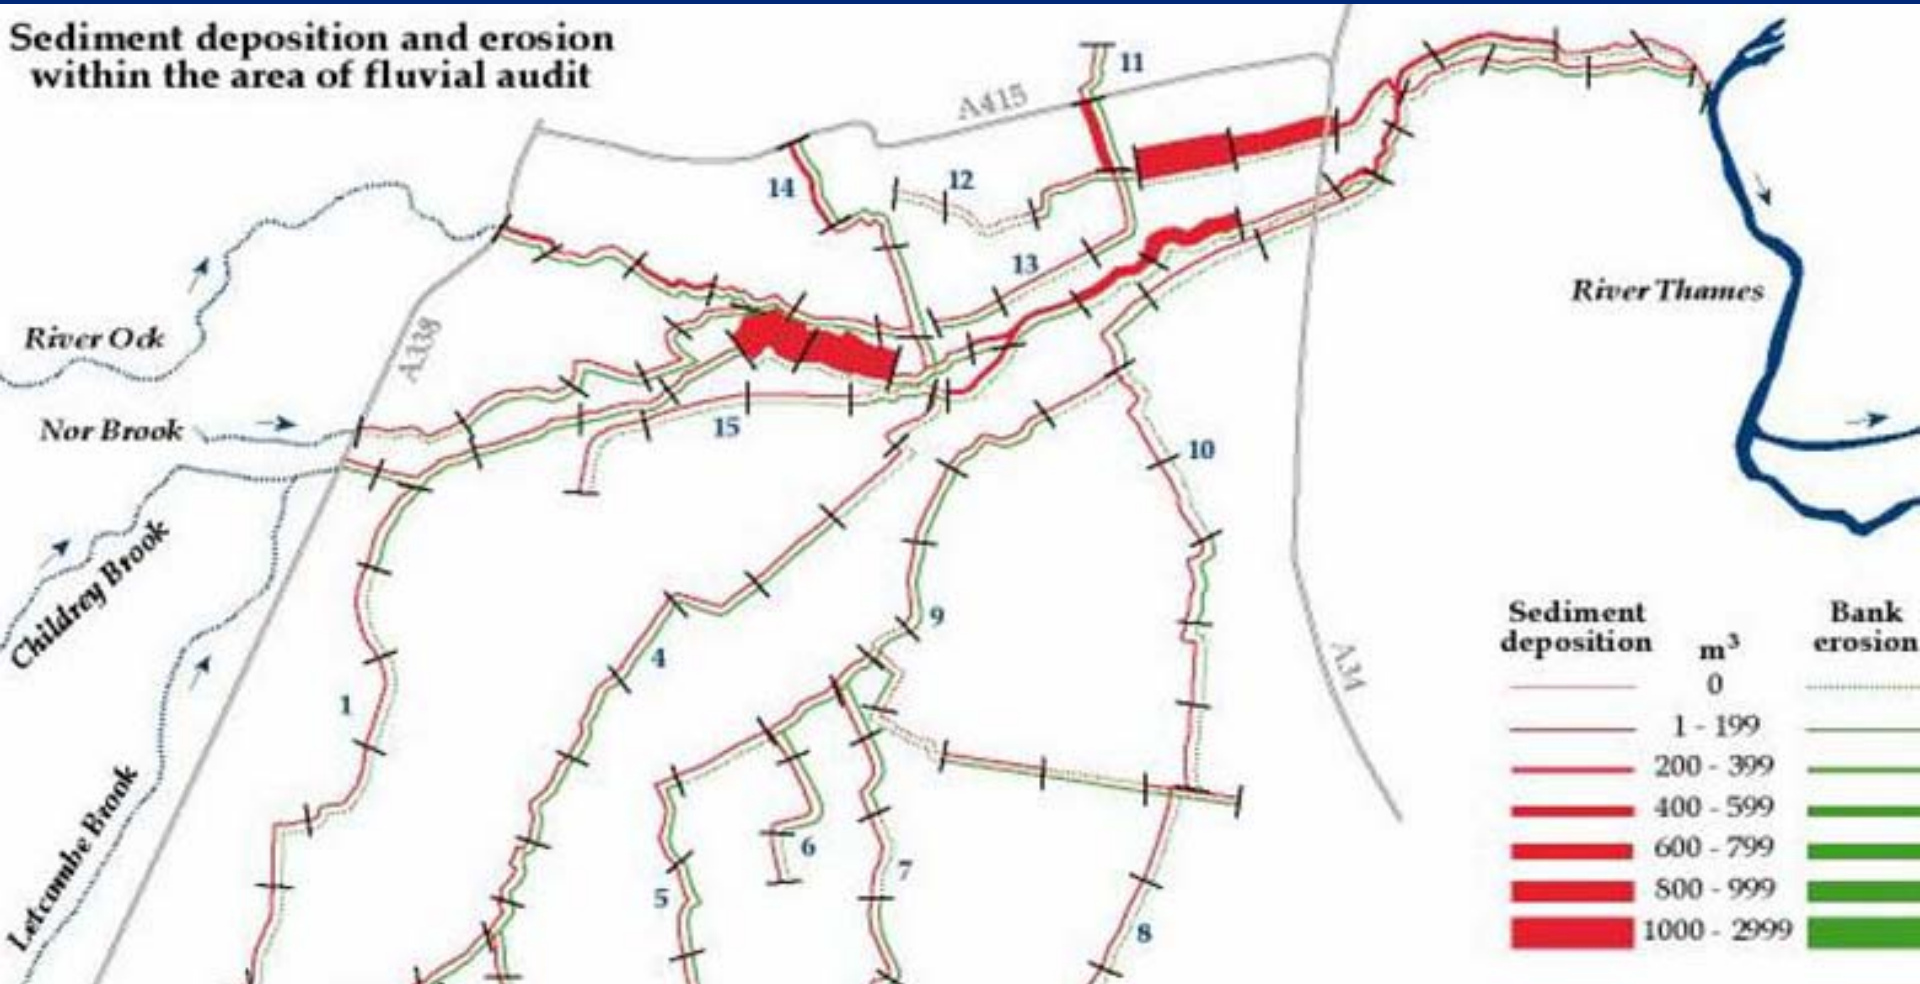 Sediment deposition and erosion
within the area of fluvial audit
11
A415
14
12
13
River Ock
A338
River Thames
Nor Brook
15
10
Childrey Brook
9
4
1
A34
Letcombe Brook
6
7
5
8
Sediment
deposition
m³
Bank
erosion
0
1 - 199
200 - 399
400 - 599
600 - 799
800 - 999
1000 - 2999